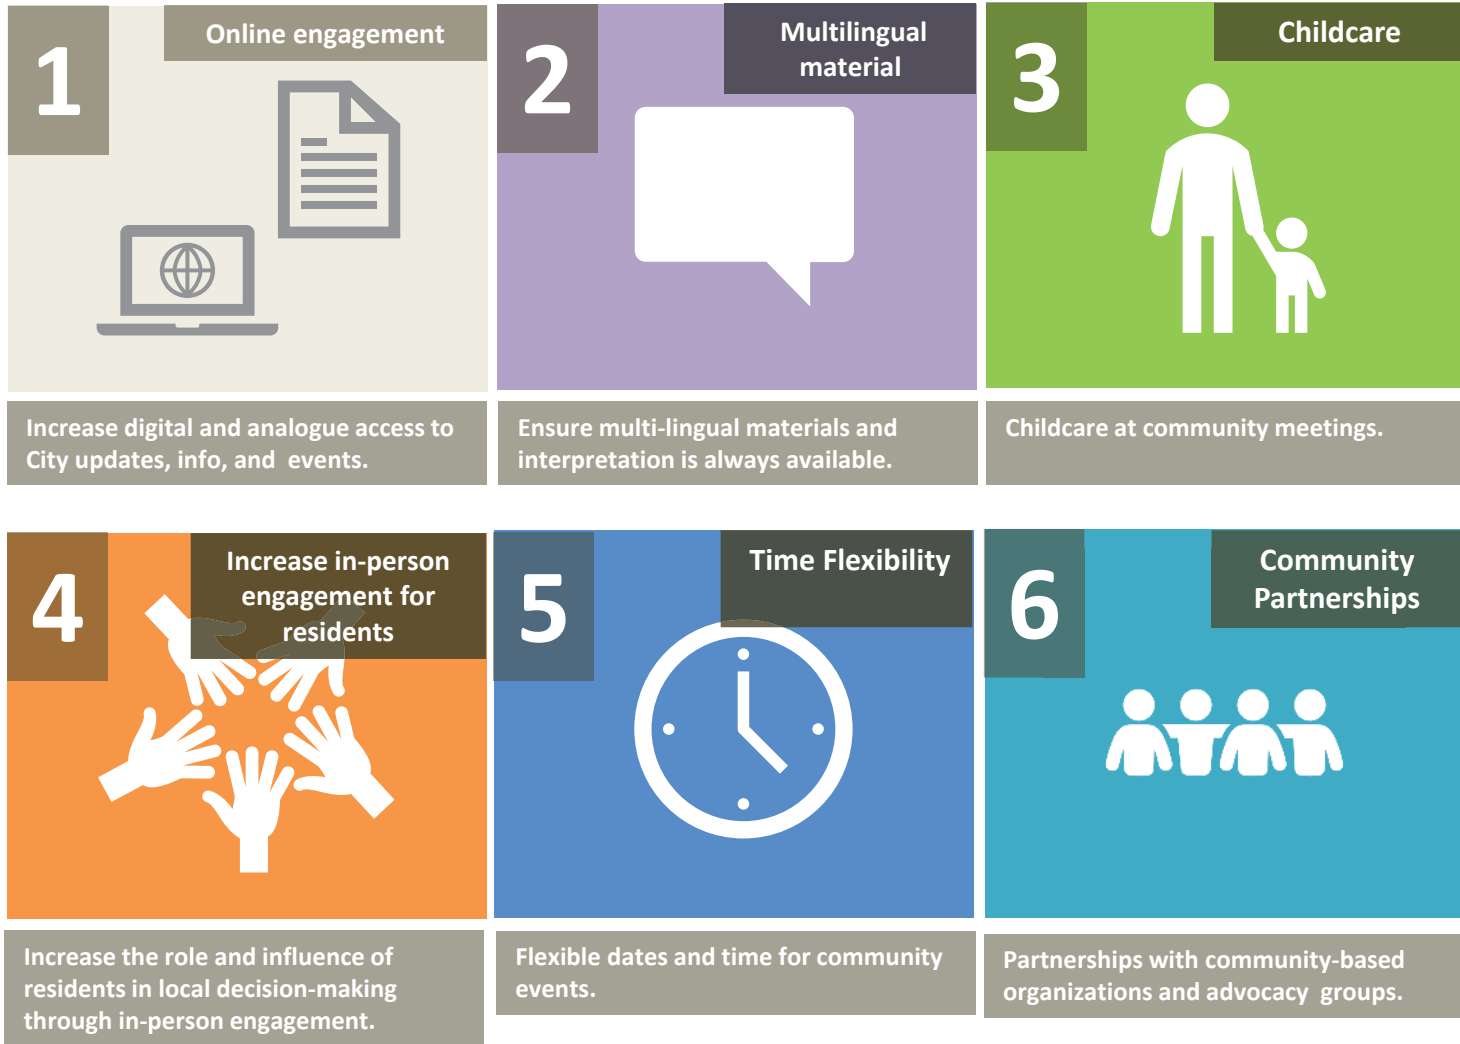 1
Online engagement
Increase digital and analogue access to
City updates, info, and events.
2
Multilingual
material
Ensure multi-lingual materials and
interpretation is always available.
3
Childcare
Childcare at community meetings.
4
Increase in-person
engagement for
residents
Increase the role and influence of
residents in local decision-making
through in-person engagement.
5
Time Flexibility
Flexible dates and time for community
events.
6
Community
Partnerships
Partnerships with community-based
organizations and advocacy groups.